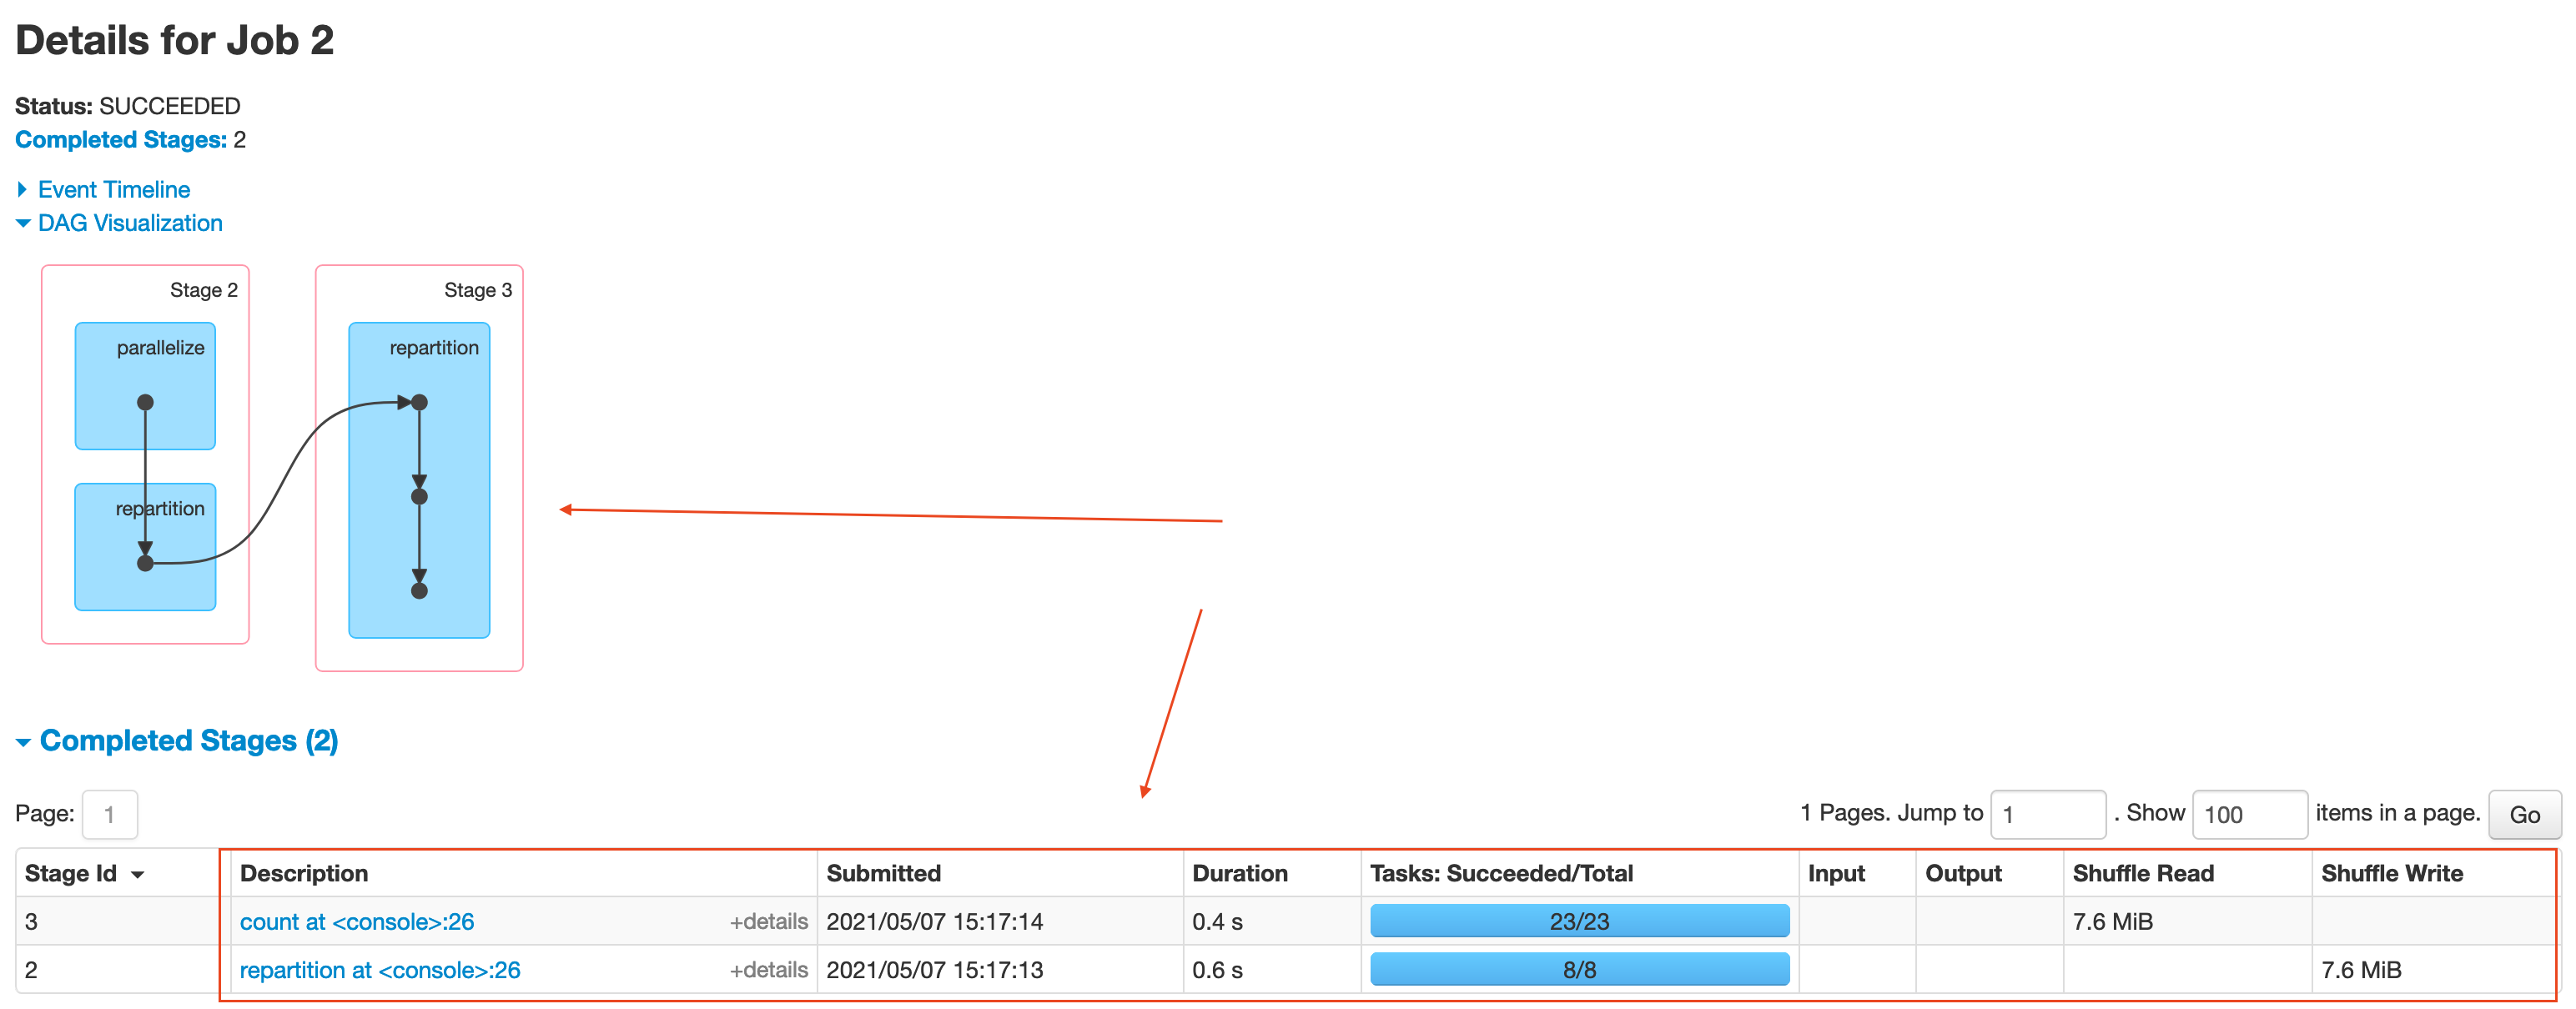 Details for Job 2
Status: SUCCEEDED
Completed Stages: 2
Event Timeline
DAG Visualization
Stage 2
parallelize
repartition
Stage 3
repartition
Completed Stages (2)
Page: 1
1 Pages. Jump to 1 . Show 100 items in a page. Go
Stage Id Description Submitted Duration Tasks: Succeeded/Total Input Output Shuffle Read Shuffle Write
3 count at <console>:26 +details 2021/05/07 15:17:14 0.4 s 23/23 7.6 MiB
2 repartition at <console>:26 +details 2021/05/07 15:17:13 0.6 s 8/8 7.6 MiB